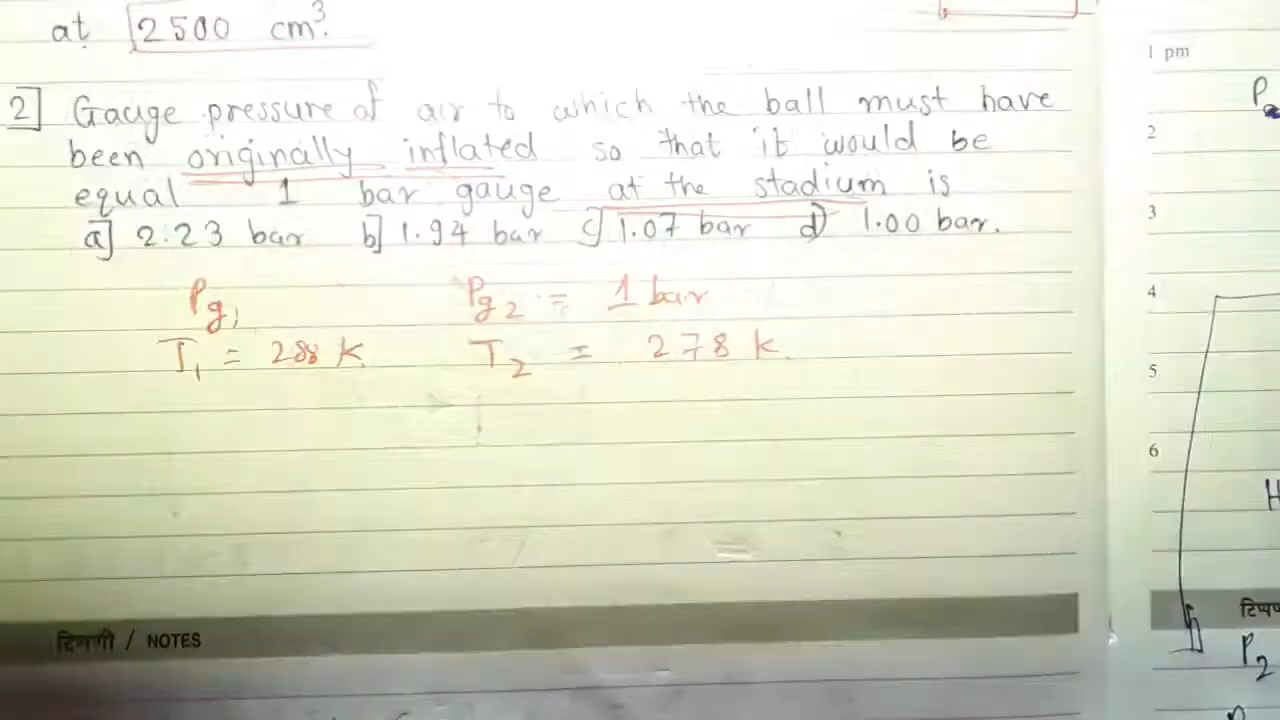 at 2500 cm³.
2] Gauge pressure of air to which the ball must have
been originally inflated so that it would be
equal 1 bar gauge at the stadium is
a] 2.23 bar b] 1.94 bar c] 1.07 bar d) 1.00 bar.
Pg1 Pg2 = 1 bar
T1 = 288 K T2 = 278 K
टिप्पणी / NOTES
1 pm
P
2
3
4
5
6
H
P2